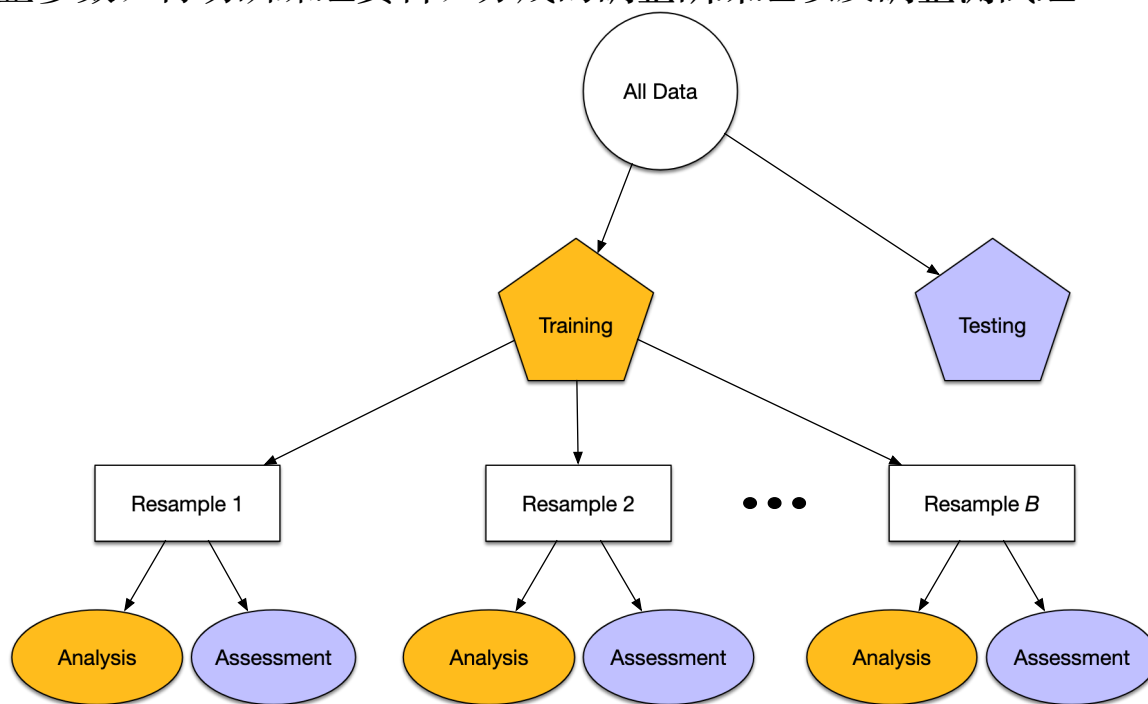 All Data
Training
Testing
Resample 1
Resample 2
Resample B
Analysis
Assessment
Analysis
Assessment
Analysis
Assessment